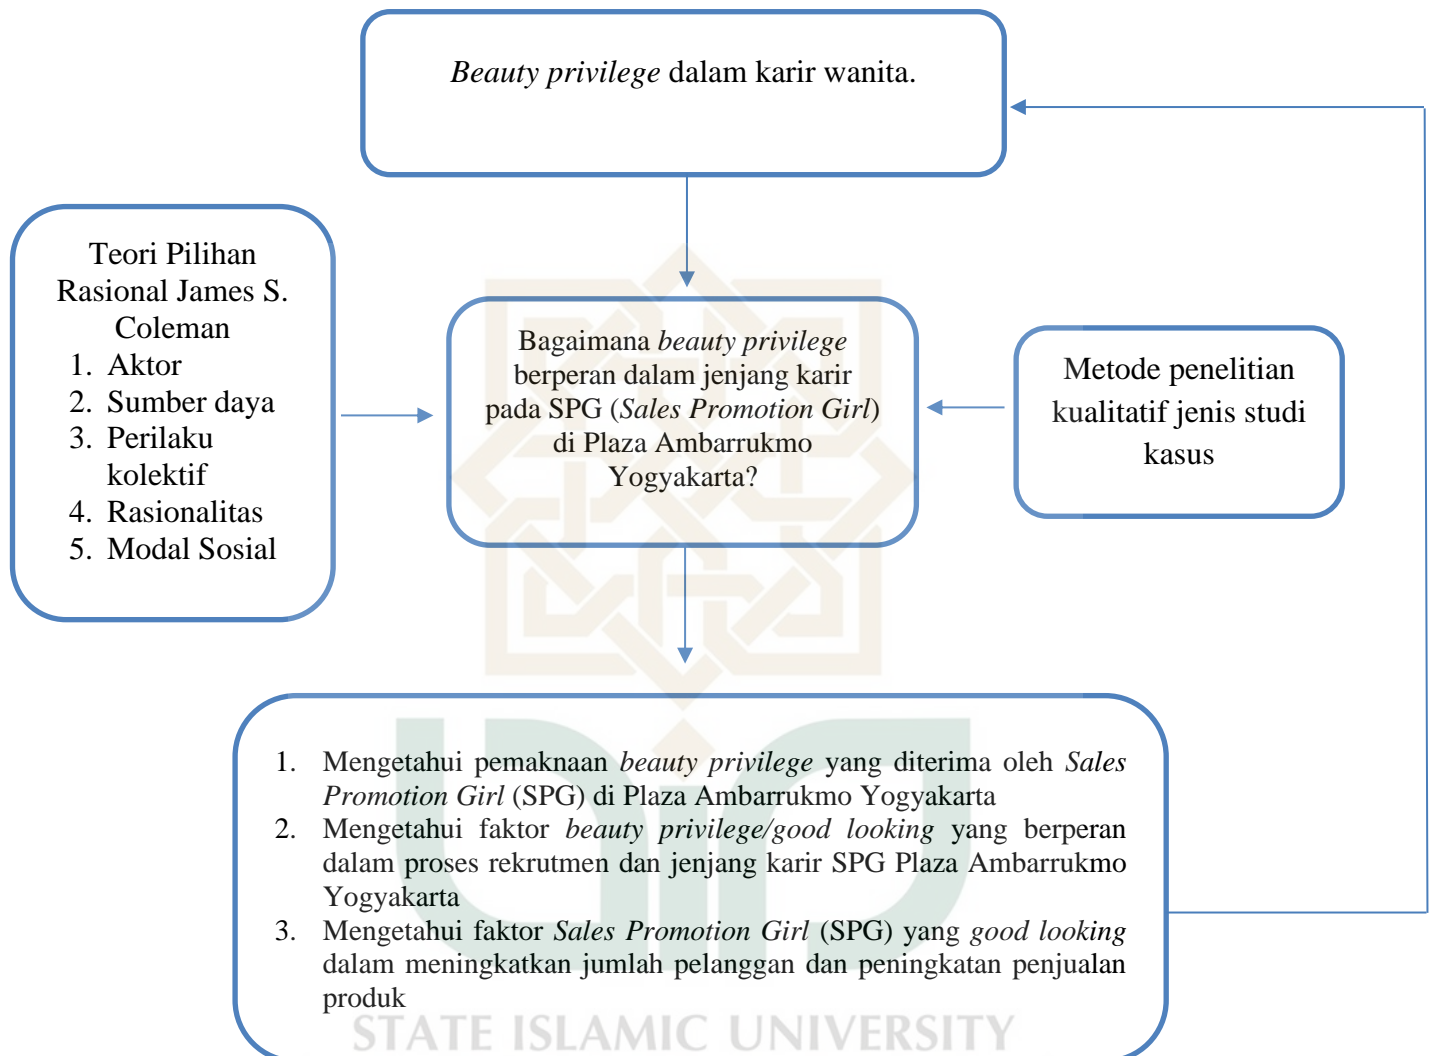 Beauty privilege dalam karir wanita.
Teori Pilihan
Rasional James S.
Coleman
1. Aktor
2. Sumber daya
3. Perilaku
kolektif
4. Rasionalitas
5. Modal Sosial
Bagaimana beauty privilege
berperan dalam jenjang karir
pada SPG (Sales Promotion Girl)
di Plaza Ambarrukmo
Yogyakarta?
Metode penelitian
kualitatif jenis studi
kasus
1. Mengetahui pemaknaan beauty privilege yang diterima oleh Sales
Promotion Girl (SPG) di Plaza Ambarrukmo Yogyakarta
2. Mengetahui faktor beauty privilege/good looking yang berperan
dalam proses rekrutmen dan jenjang karir SPG Plaza Ambarrukmo
Yogyakarta
3. Mengetahui faktor Sales Promotion Girl (SPG) yang good looking
dalam meningkatkan jumlah pelanggan dan peningkatan penjualan
produk
STATE ISLAMIC UNIVERSITY